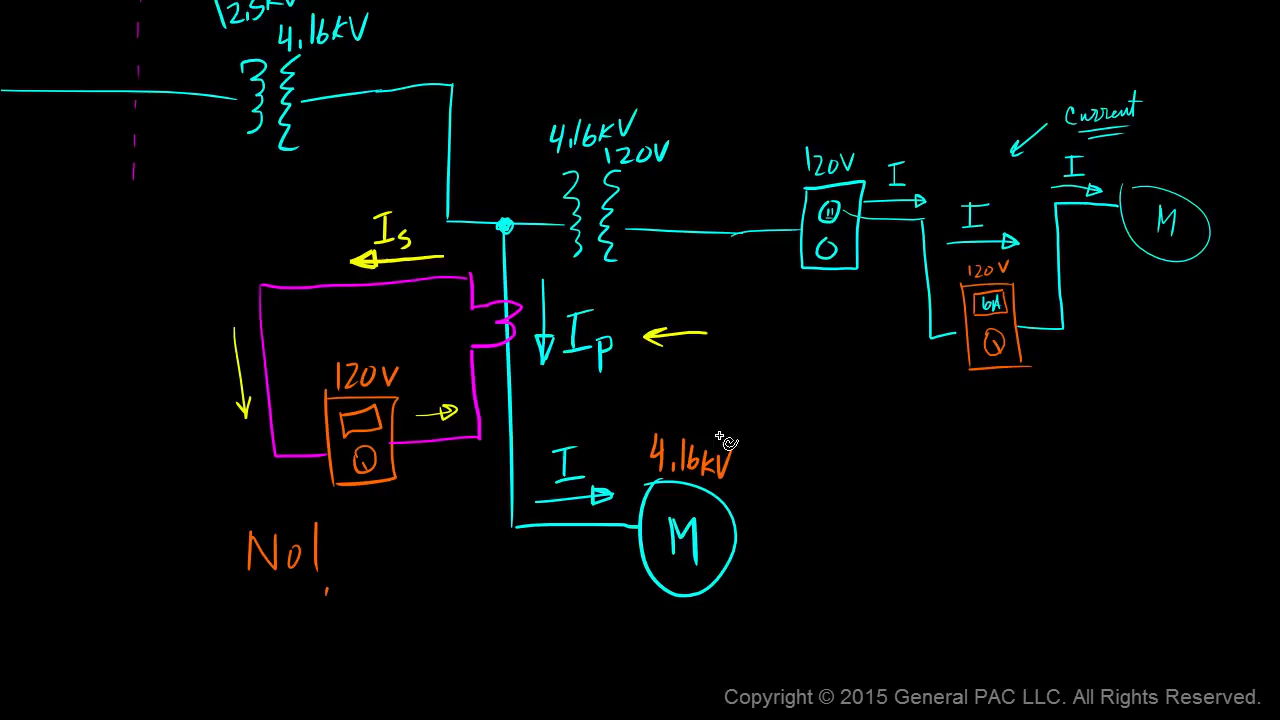 12.5kV
4.16kV
4.16kV
120V
120V
I
Current
I
I
M
120V
6A
Is
Ip
120V
I
4.16kV
M
No!
Copyright © 2015 General PAC LLC. All Rights Reserved.